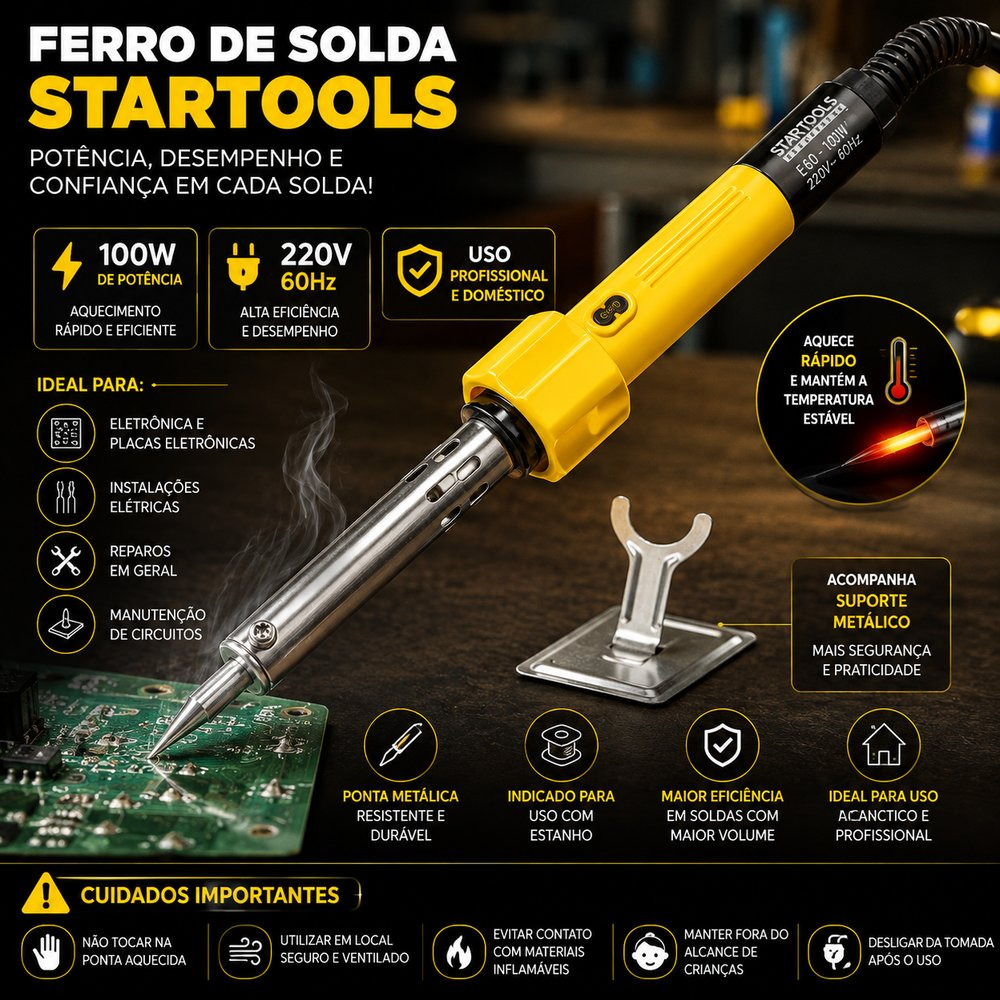 FERRO DE SOLDA
STARTOOLS
POTÊNCIA, DESEMPENHO E
CONFIANÇA EM CADA SOLDA!
100W
DE POTÊNCIA
AQUECIMENTO
RÁPIDO E EFICIENTE
220V
60Hz
ALTA EFICIÊNCIA
E DESEMPENHO
USO
PROFISSIONAL
E DOMÉSTICO
STARTOOLS
E60 - 100W
220V~ 60Hz
IDEAL PARA:
ELETRÔNICA E
PLACAS ELETRÔNICAS
INSTALAÇÕES
ELÉTRICAS
REPAROS
EM GERAL
MANUTENÇÃO
DE CIRCUITOS
AQUECE
RÁPIDO
E MANTÉM A
TEMPERATURA
ESTÁVEL
ACOMPANHA
SUPORTE
METÁLICO
MAIS SEGURANÇA
E PRATICIDADE
PONTA METÁLICA
RESISTENTE E
DURÁVEL
INDICADO PARA
USO COM
ESTANHO
MAIOR EFICIÊNCIA
EM SOLDAS COM
MAIOR VOLUME
IDEAL PARA USO
ACANCTICO E
PROFISSIONAL
CUIDADOS IMPORTANTES
NÃO TOCAR NA
PONTA AQUECIDA
UTILIZAR EM LOCAL
SEGURO E VENTILADO
EVITAR CONTATO
COM MATERIAIS
INFLAMÁVEIS
MANTER FORA DO
ALCANCE DE
CRIANÇAS
DESLIGAR DA TOMADA
APÓS O USO